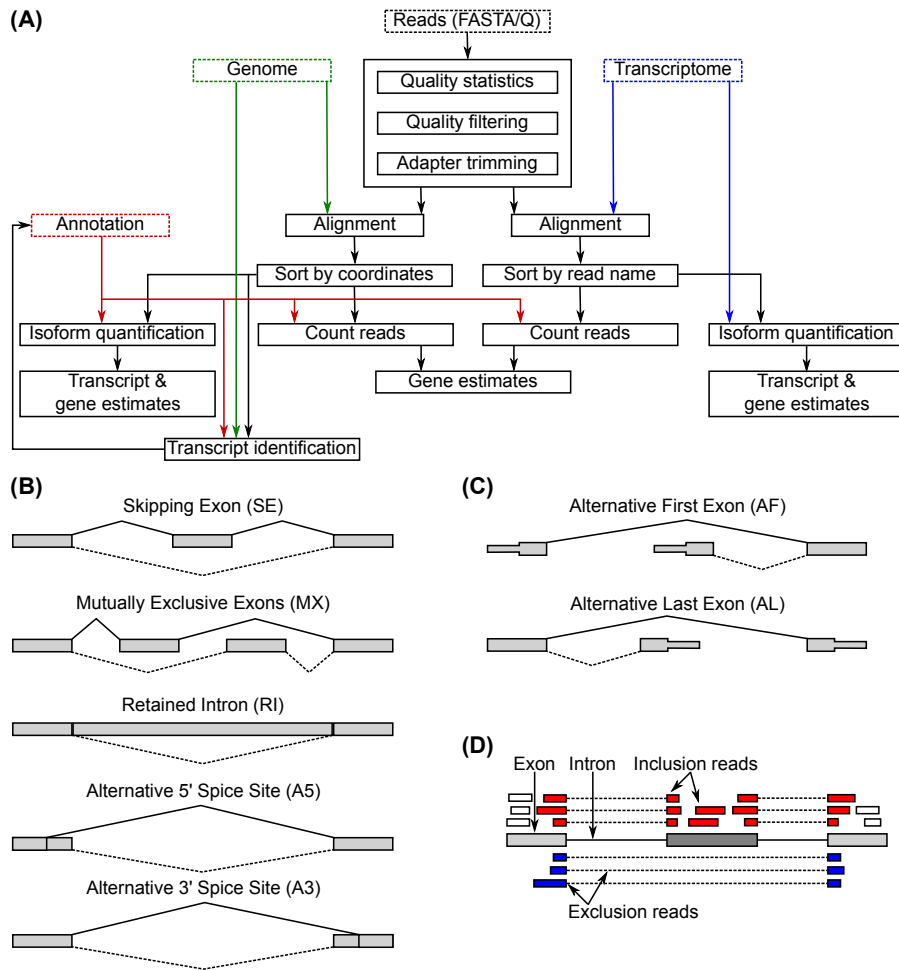 (A)
Reads (FASTA/Q)
Genome
Transcriptome
Quality statistics
Quality filtering
Adapter trimming
Annotation
Alignment
Alignment
Sort by coordinates
Sort by read name
Isoform quantification
Count reads
Count reads
Isoform quantification
Transcript &
gene estimates
Gene estimates
Transcript &
gene estimates
Transcript identification
(B)
Skipping Exon (SE)
Mutually Exclusive Exons (MX)
Retained Intron (RI)
Alternative 5' Spice Site (A5)
Alternative 3' Spice Site (A3)
(C)
Alternative First Exon (AF)
Alternative Last Exon (AL)
(D)
Exon
Intron
Inclusion reads
Exclusion reads